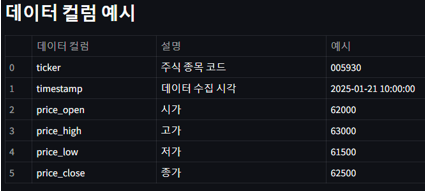 데이터 컬럼 예시
데이터 컬럼 설명 예시
0 ticker 주식 종목 코드 005930
1 timestamp 데이터 수집 시각 2025-01-21 10:00:00
2 price_open 시가 62000
3 price_high 고가 63000
4 price_low 저가 61500
5 price_close 종가 62500